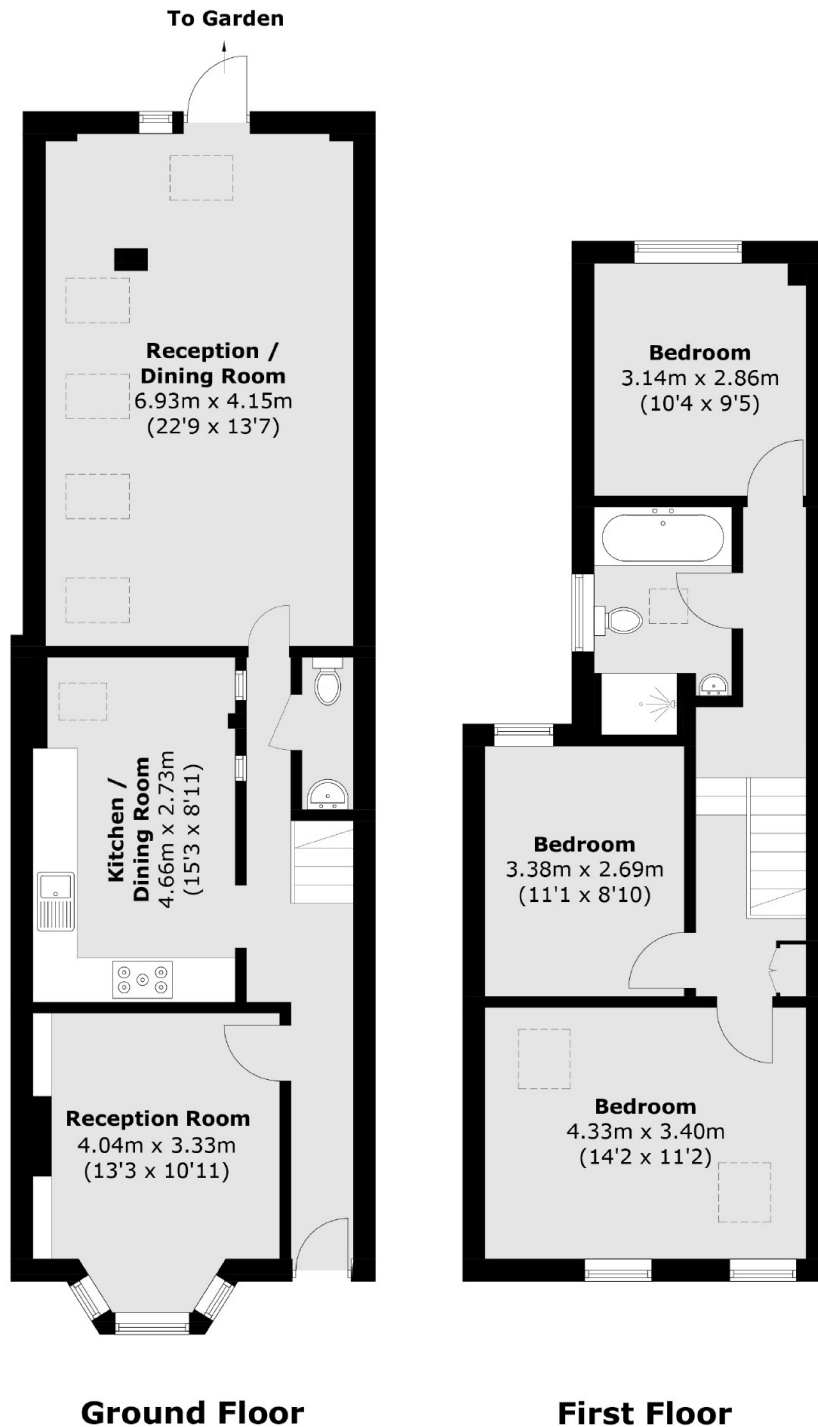 To Garden
Reception /
Dining Room
6.93m x 4.15m
(22'9 x 13'7)
Kitchen /
Dining Room
4.66m x 2.73m
(15'3 x 8'11)
Reception Room
4.04m x 3.33m
(13'3 x 10'11)
Ground Floor
Bedroom
3.14m x 2.86m
(10'4 x 9'5)
Bedroom
3.38m x 2.69m
(11'1 x 8'10)
Bedroom
4.33m x 3.40m
(14'2 x 11'2)
First Floor